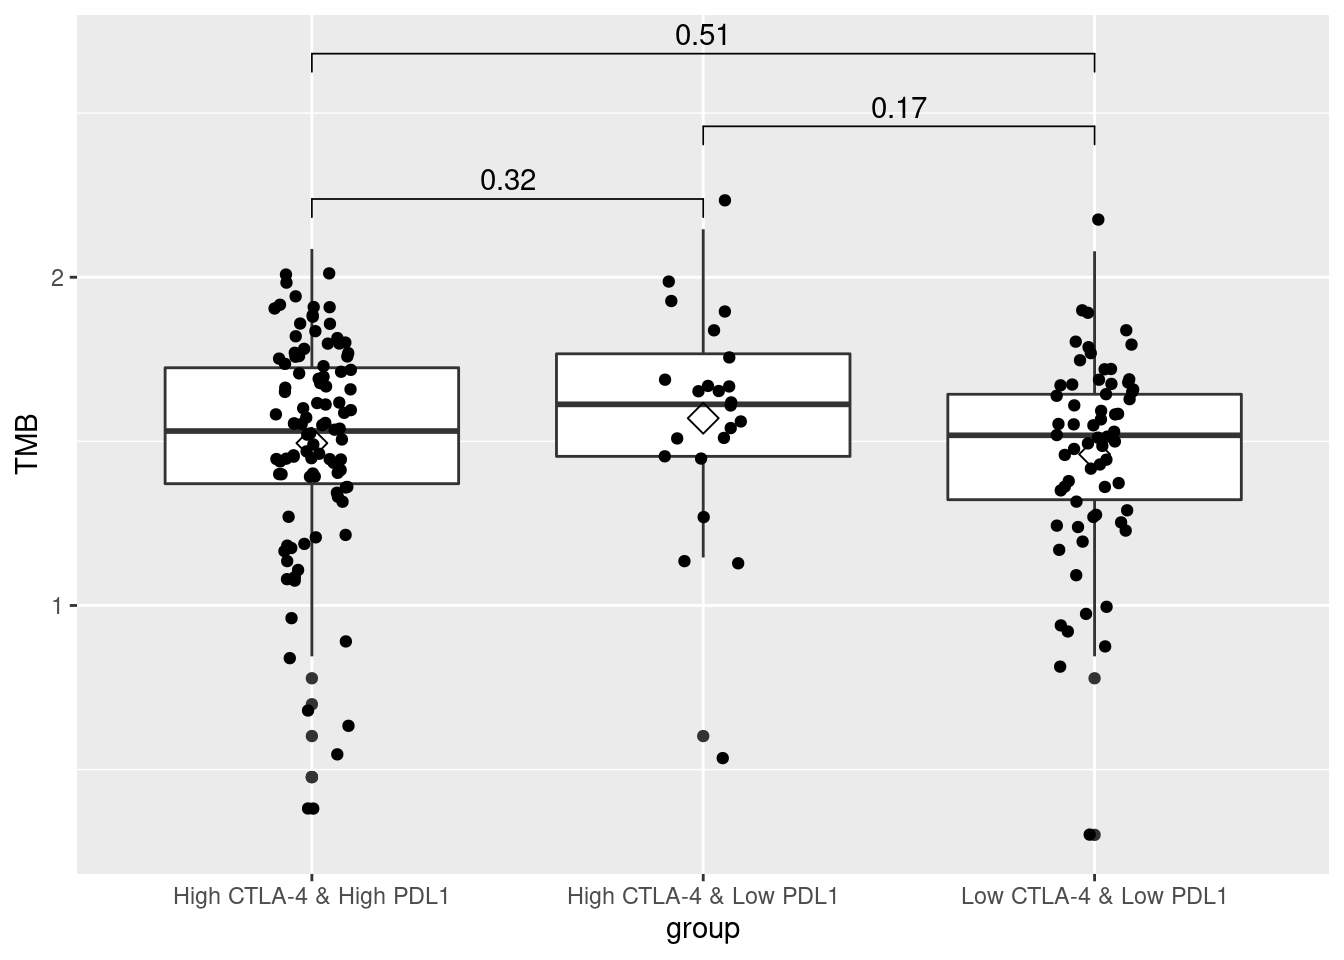 0.51
0.17
0.32
2
1
TMB
High CTLA-4 & High PDL1
High CTLA-4 & Low PDL1
Low CTLA-4 & Low PDL1
group